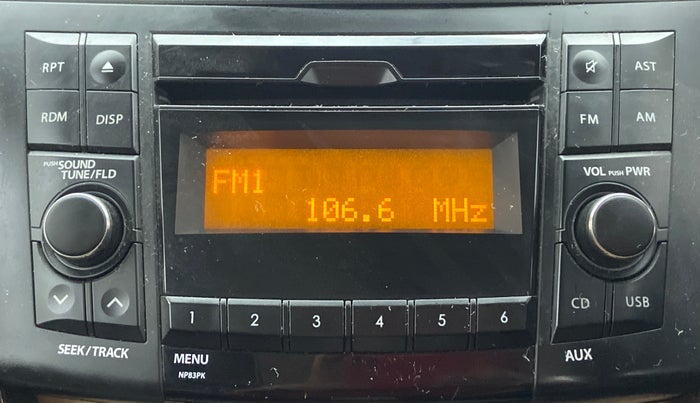 RPT
RDM
DISP
PUSH SOUND
TUNE/FLD
SEEK/TRACK
FM1
106.6 MHz
1 2 3 4 5 6
MENU
NP83PK
AST
FM
AM
VOL PUSH PWR
CD
USB
AUX